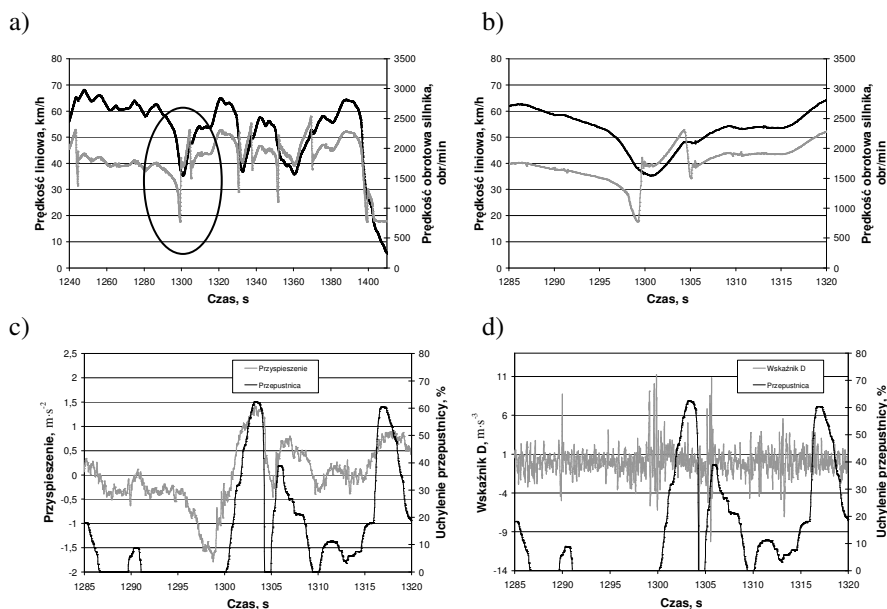 a)
80
70
60
50
40
30
20
10
0
Prędkość liniowa, km/h
3500
3000
2500
2000
1500
1000
500
0
Prędkość obrotowa sillnika,
obr/min
1240 1260 1280 1300 1320 1340 1360 1380 1400
Czas, s
b)
80
70
60
50
40
30
20
10
0
Prędkość liniowa, km/h
3500
3000
2500
2000
1500
1000
500
0
Prędkość obrotowa sillnika,
obr/min
1285 1290 1295 1300 1305 1310 1315 1320
Czas, s
c)
2,5
2
1,5
1
0,5
0
-0,5
-1
-1,5
-2
Przyspieszenie, m·s⁻²
Przyspieszenie
Przepustnica
80
70
60
50
40
30
20
10
0
Uchylenie przepustnicy, %
1285 1290 1295 1300 1305 1310 1315 1320
Czas, s
d)
11
6
1
-4
-9
-14
Wskaźnik D, m·s⁻³
Wskaźnik D
Przepustnica
80
70
60
50
40
30
20
10
0
Uchylenie przepustnicy, %
1285 1290 1295 1300 1305 1310 1315 1320
Czas, s